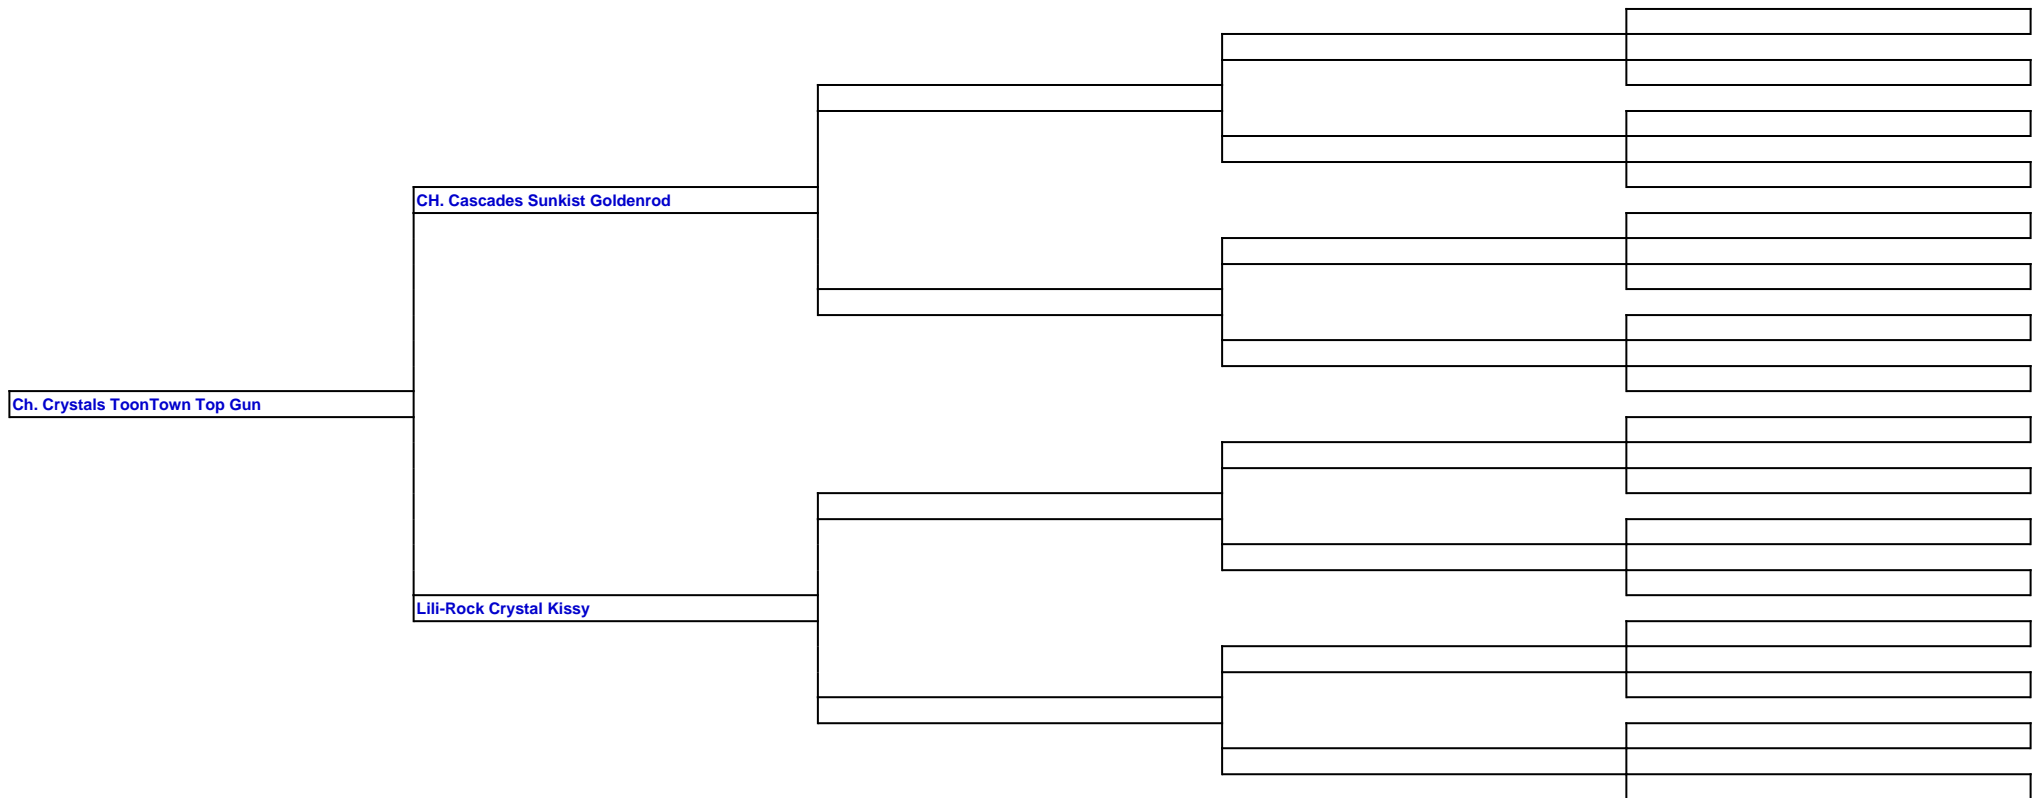 CH. Cascades Sunkist Goldenrod
Ch. Crystals ToonTown Top Gun
Lili-Rock Crystal Kissy